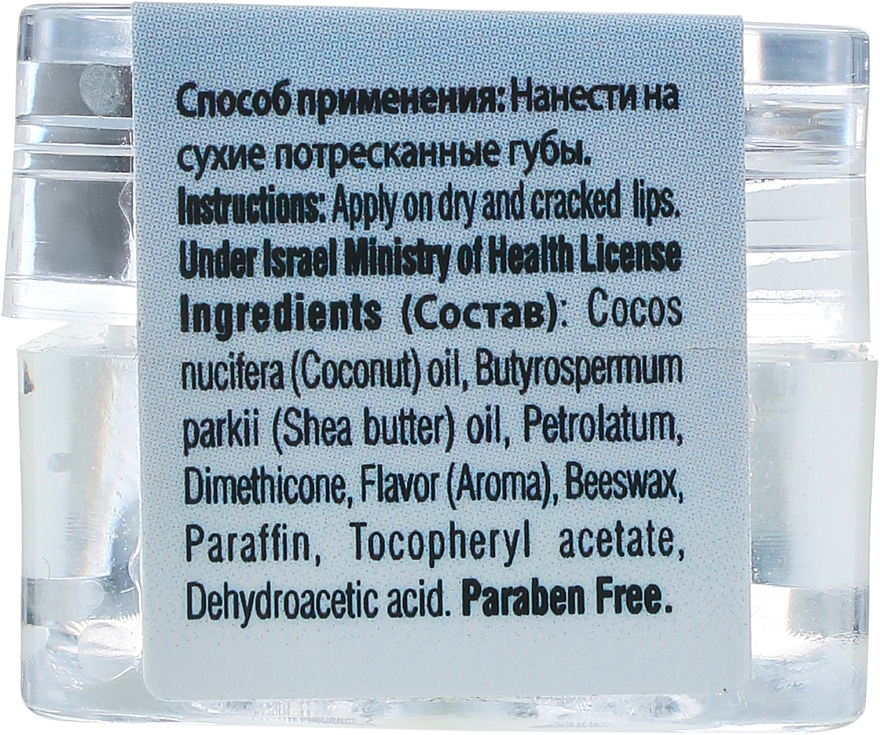 Способ применения: Нанести на
сухие потресканные губы.
Instructions: Apply on dry and cracked lips.
Under Israel Ministry of Health License
Ingredients (Состав): Cocos
nucifera (Coconut) oil, Butyrospermum
parkii (Shea butter) oil, Petrolatum,
Dimethicone, Flavor (Aroma), Beeswax,
Paraffin, Tocopheryl acetate,
Dehydroacetic acid. Paraben Free.